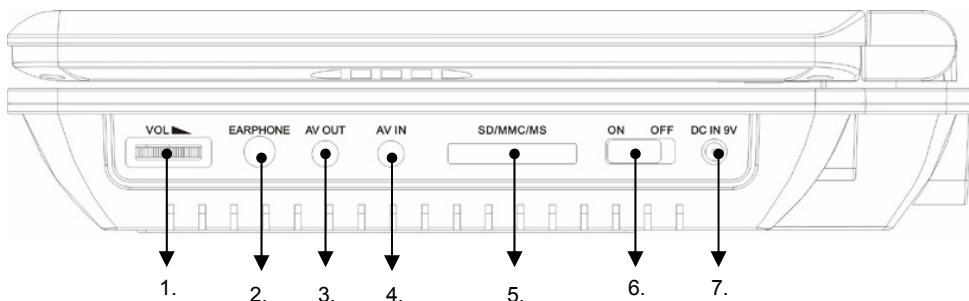 VOL EARPHONE AV OUT AV IN SD/MMC/MS ON OFF DC IN 9V
1. 2. 3. 4. 5. 6. 7.